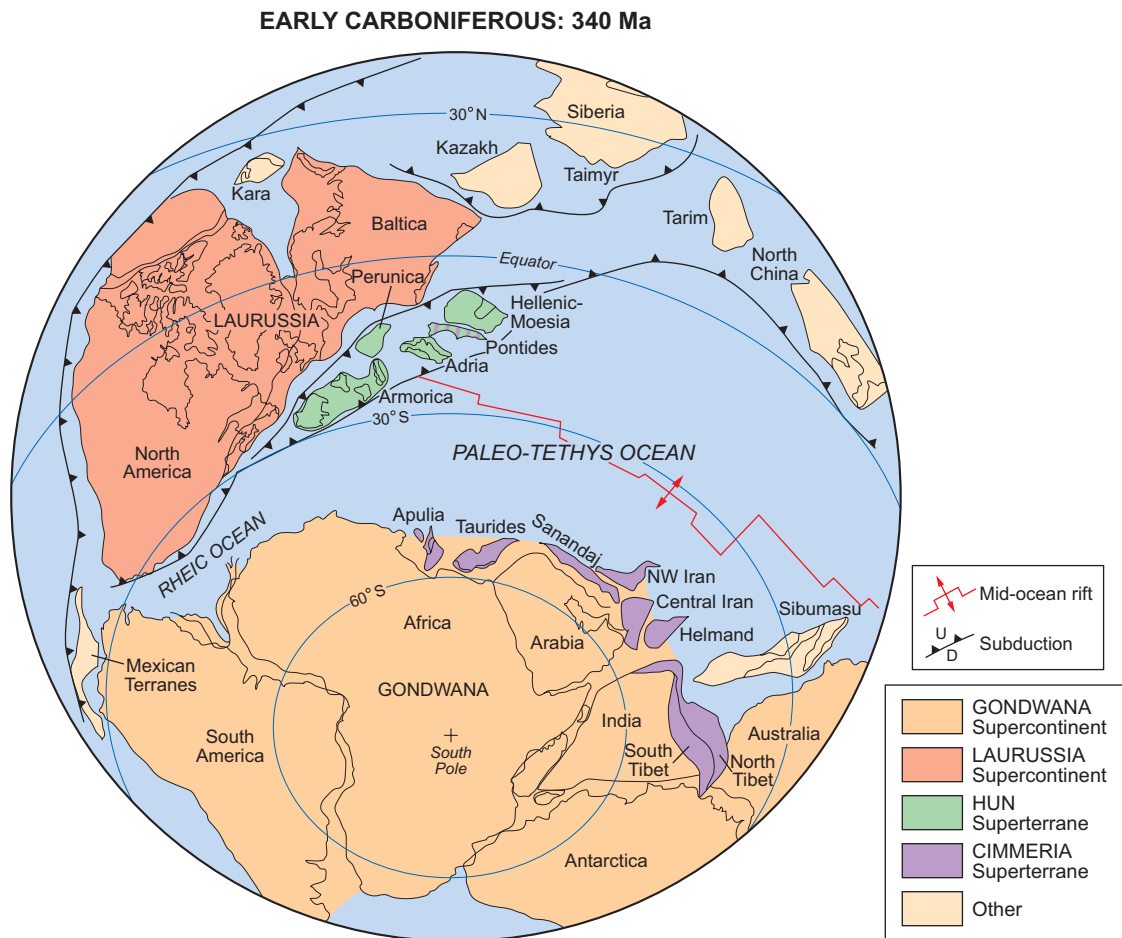 EARLY CARBONIFEROUS: 340 Ma
30°N
Siberia
Kazakh
Taimyr
Kara
Baltica
Tarim
North
China
Equator
Perunica
Hellenic-
Moesia
LAURUSSIA
Pontides
Adria
Armorica
30°S
North
America
PALEO-TETHYS OCEAN
RHEIC OCEAN
Apulia
Taurides
Sanandaj
NW Iran
60°S
Central Iran
Sibumasu
Helmand
Africa
Arabia
Mexican
Terranes
GONDWANA
South
America
South
Pole
India
South
Tibet
North
Tibet
Australia
Antarctica
Mid-ocean rift
U
D
Subduction
GONDWANA
Supercontinent
LAURUSSIA
Supercontinent
HUN
Superterrane
CIMMERIA
Superterrane
Other